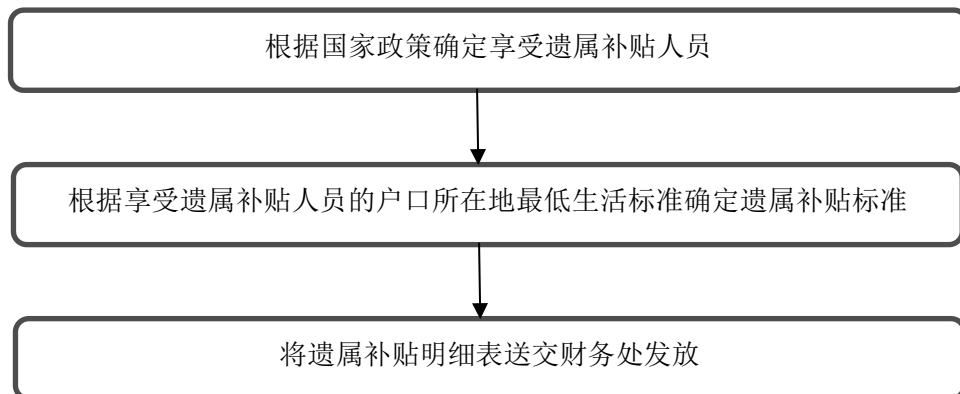 根据国家政策确定享受遗属补贴人员
根据享受遗属补贴人员的户口所在地最低生活标准确定遗属补贴标准
将遗属补贴明细表送交财务处发放